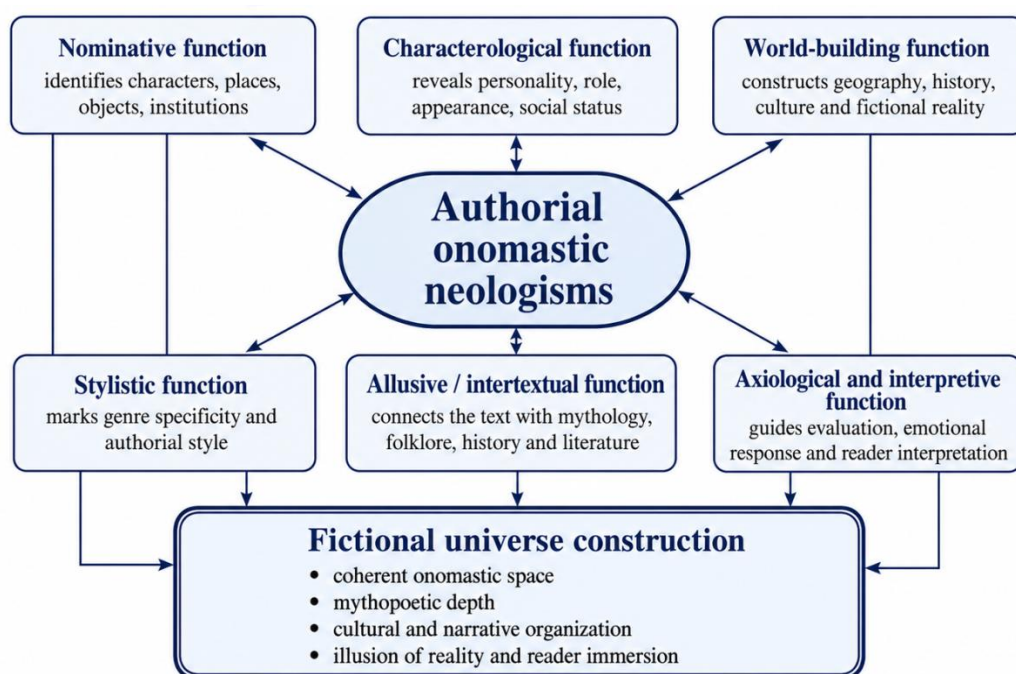 Nominative function
identifies characters, places,
objects, institutions
Characterological function
reveals personality, role,
appearance, social status
World-building function
constructs geography, history,
culture and fictional reality
Authorial
onomastic
neologisms
Stylistic function
marks genre specificity and
authorial style
Allusive / intertextual function
connects the text with mythology,
folklore, history and literature
Axiological and interpretive
function
guides evaluation, emotional
response and reader interpretation
Fictional universe construction
• coherent onomastic space
• mythopoetic depth
• cultural and narrative organization
• illusion of reality and reader immersion